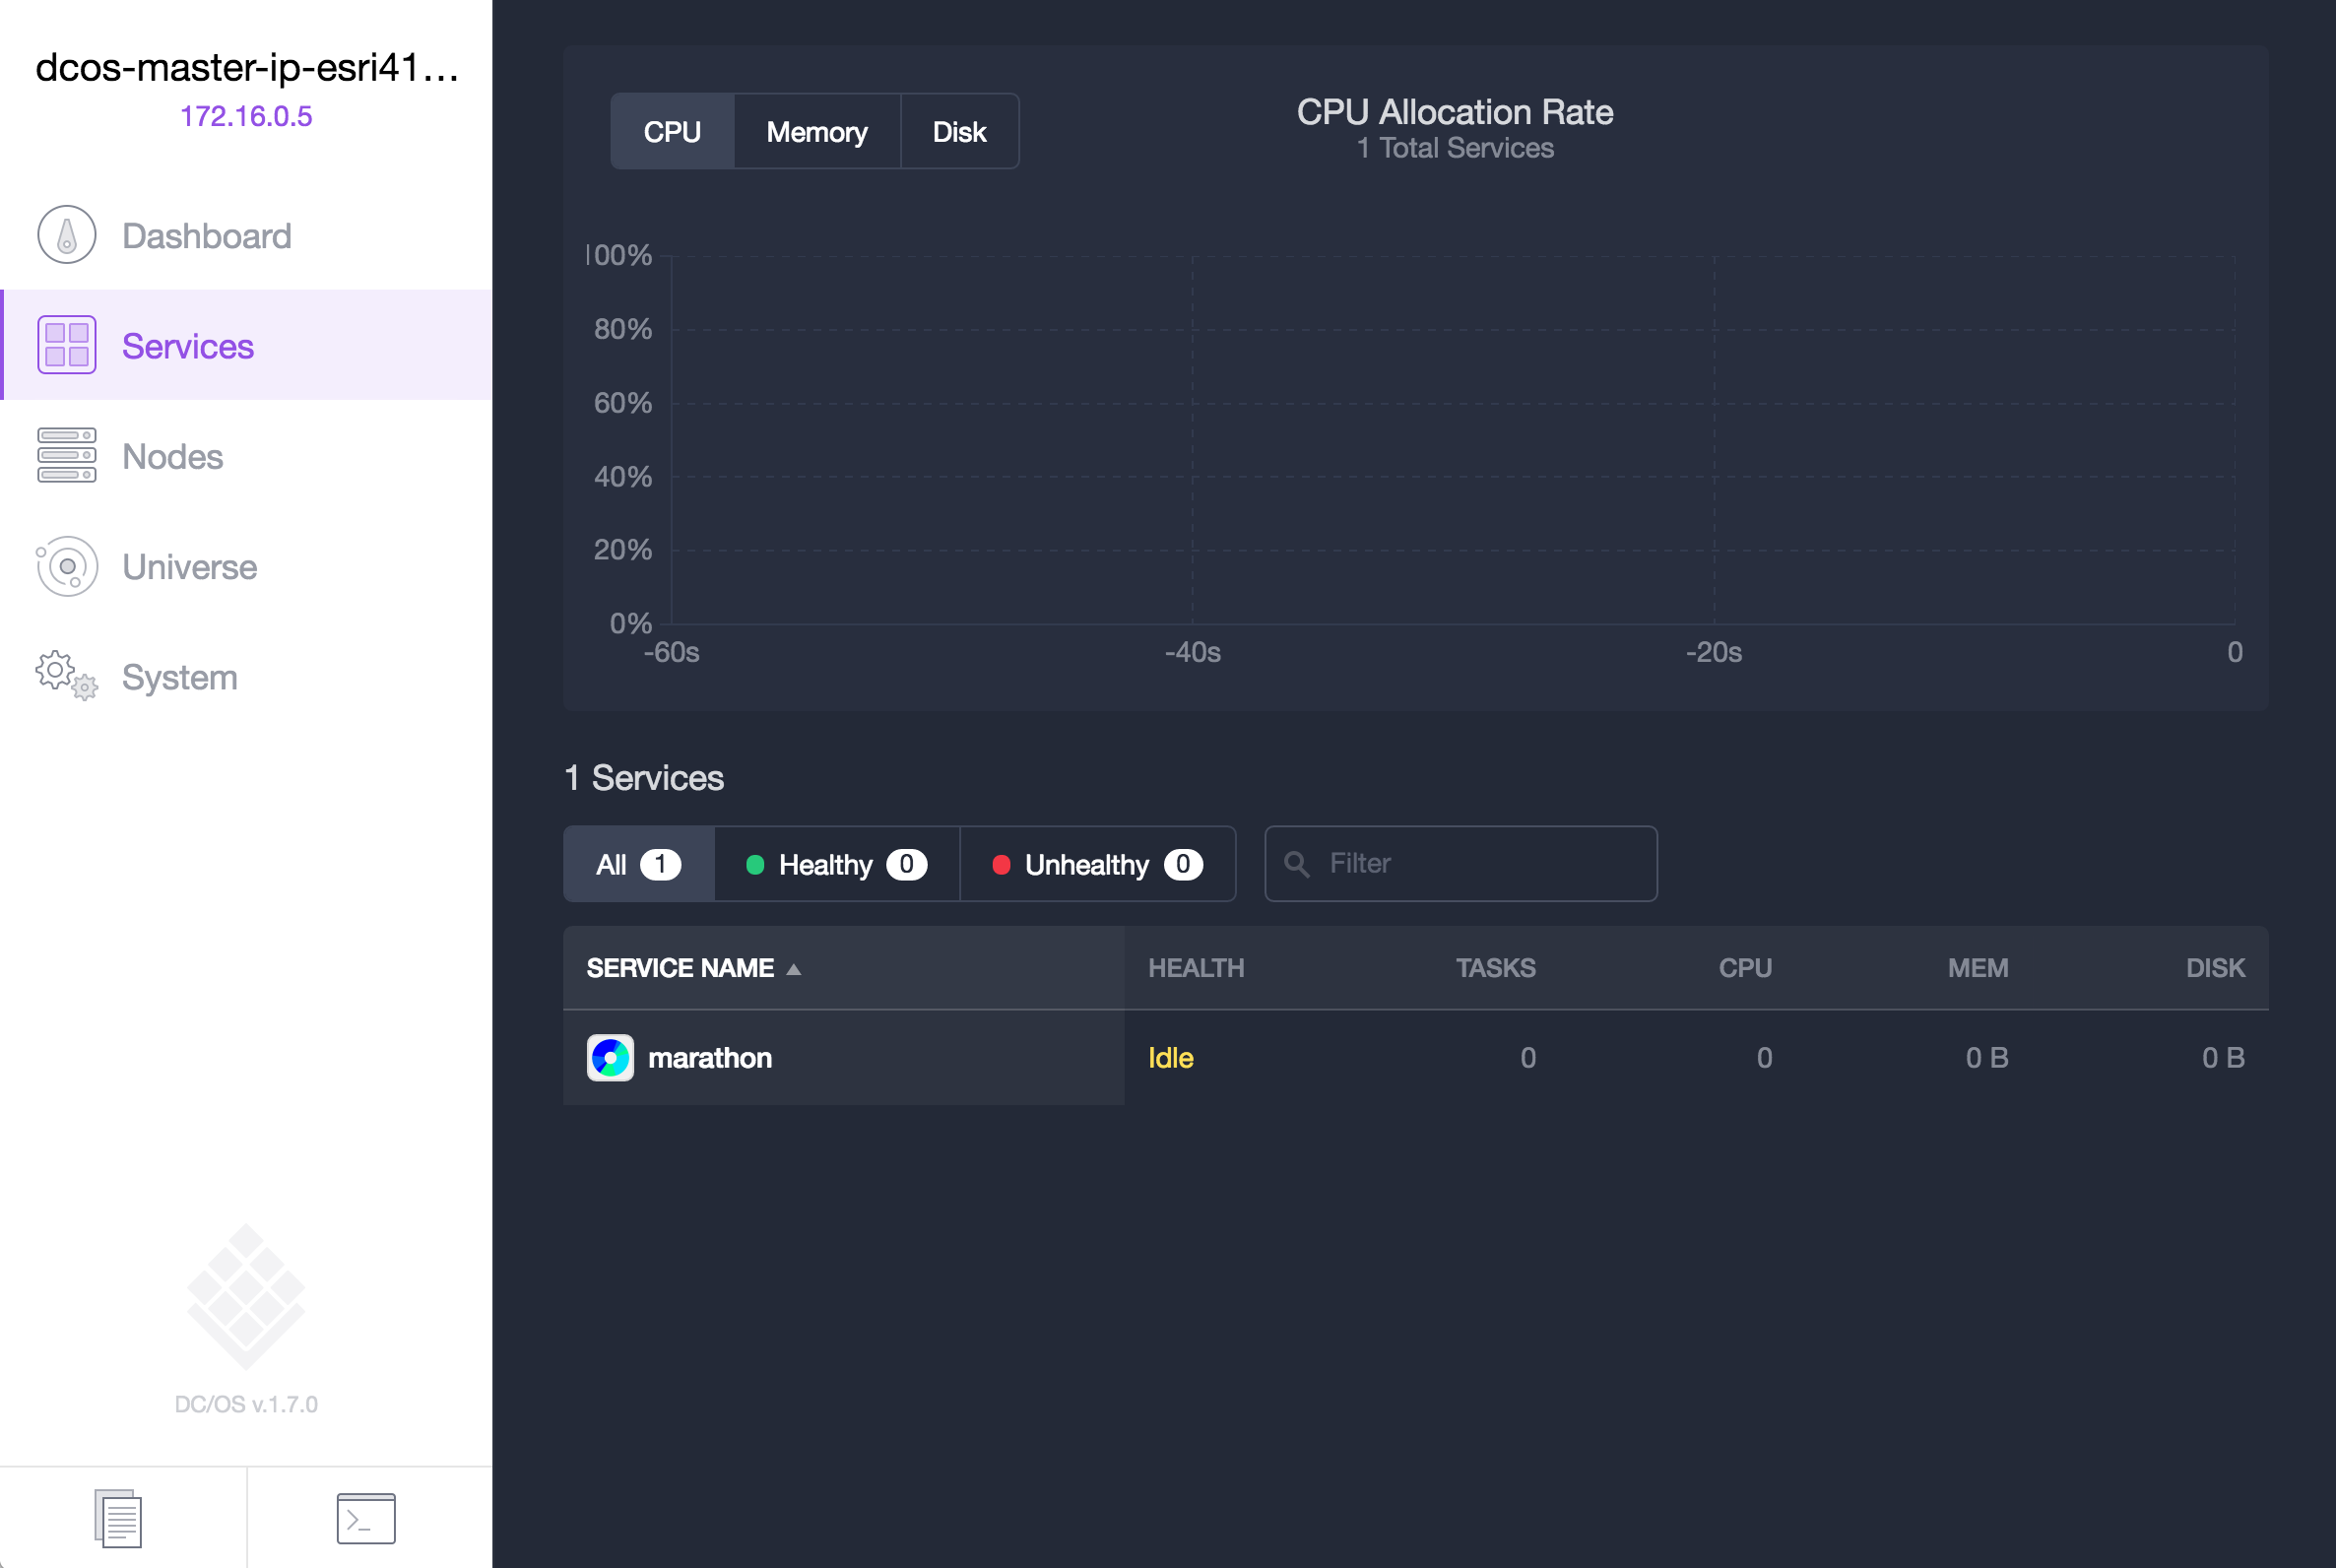 dcos-master-ip-esri41...
172.16.0.5
Dashboard
Services
Nodes
Universe
System
DC/OS v.1.7.0
CPU Memory Disk
CPU Allocation Rate
1 Total Services
100%
80%
60%
40%
20%
0%
-60s -40s -20s 0
1 Services
All 1 Healthy 0 Unhealthy 0 Filter
SERVICE NAME HEALTH TASKS CPU MEM DISK
marathon Idle 0 0 0 B 0 B